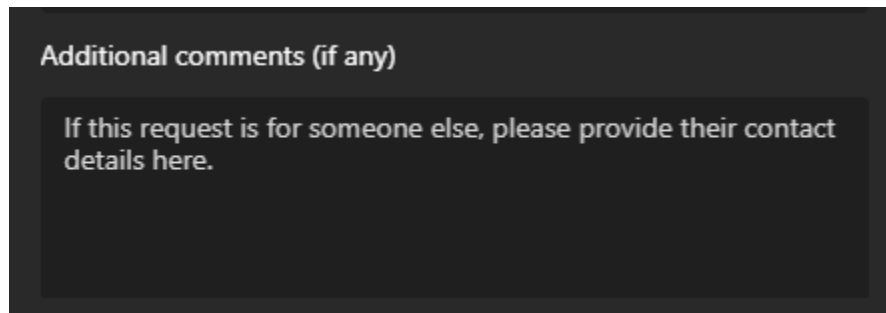 Additional comments (if any)
If this request is for someone else, please provide their contact
details here.